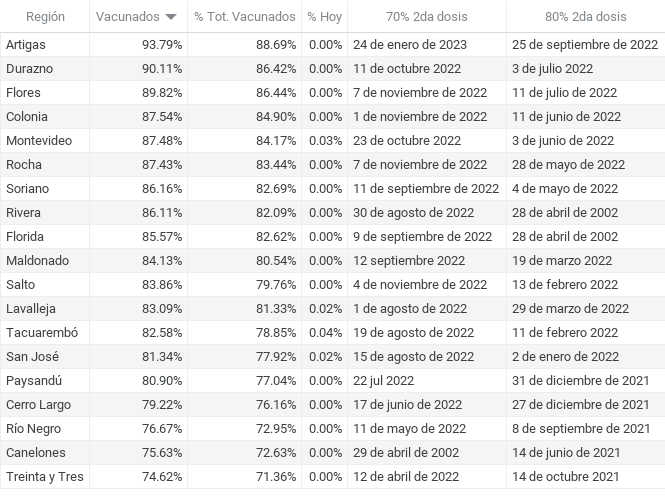 Región Vacunados % Tot. Vacunados % Hoy 70% 2da dosis 80% 2da dosis
Artigas 93.79% 88.69% 0.00% 24 de enero de 2023 25 de septiembre de 2022
Durazno 90.11% 86.42% 0.00% 11 de octubre 2022 3 de julio 2022
Flores 89.82% 86.44% 0.00% 7 de noviembre de 2022 11 de julio de 2022
Colonia 87.54% 84.90% 0.00% 1 de noviembre de 2022 11 de junio de 2022
Montevideo 87.48% 84.17% 0.03% 23 de octubre 2022 3 de junio de 2022
Rocha 87.43% 83.44% 0.00% 7 de noviembre de 2022 28 de mayo de 2022
Soriano 86.16% 82.69% 0.00% 11 de septiembre de 2022 4 de mayo de 2022
Rivera 86.11% 82.09% 0.00% 30 de agosto de 2022 28 de abril de 2002
Florida 85.57% 82.62% 0.00% 9 de septiembre de 2022 28 de abril de 2002
Maldonado 84.13% 80.54% 0.00% 12 septiembre 2022 19 de marzo 2022
Salto 83.86% 79.76% 0.00% 4 de noviembre de 2022 13 de febrero 2022
Lavalleja 83.09% 81.33% 0.02% 1 de agosto de 2022 29 de marzo de 2022
Tacuarembó 82.58% 78.85% 0.04% 19 de agosto de 2022 11 de febrero 2022
San José 81.34% 77.92% 0.02% 15 de agosto de 2022 2 de enero de 2022
Paysandú 80.90% 77.04% 0.00% 22 jul 2022 31 de diciembre de 2021
Cerro Largo 79.22% 76.16% 0.00% 17 de junio de 2022 27 de diciembre de 2021
Río Negro 76.67% 72.95% 0.00% 11 de mayo de 2022 8 de septiembre de 2021
Canelones 75.63% 72.63% 0.00% 29 de abril de 2002 14 de junio de 2021
Treinta y Tres 74.62% 71.36% 0.00% 12 de abril de 2022 14 de octubre 2021